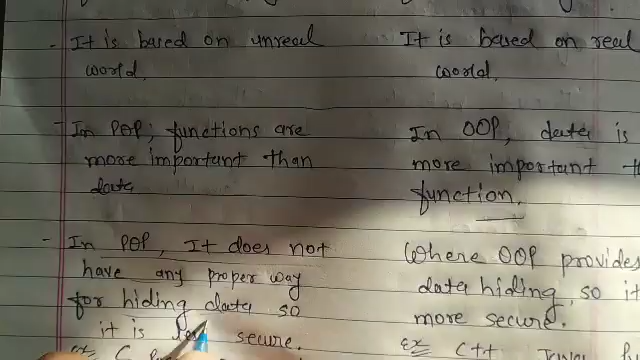 - It is based on unreal
world.
- In POP; functions are
more important than
data
- In POP, It does not
have any proper way
for hiding data so
it is less secure.
ex C
It is based on real
world.
In OOP, data is
more important
function.
Where OOP provides
data hiding, so it
more secure.
ex C++